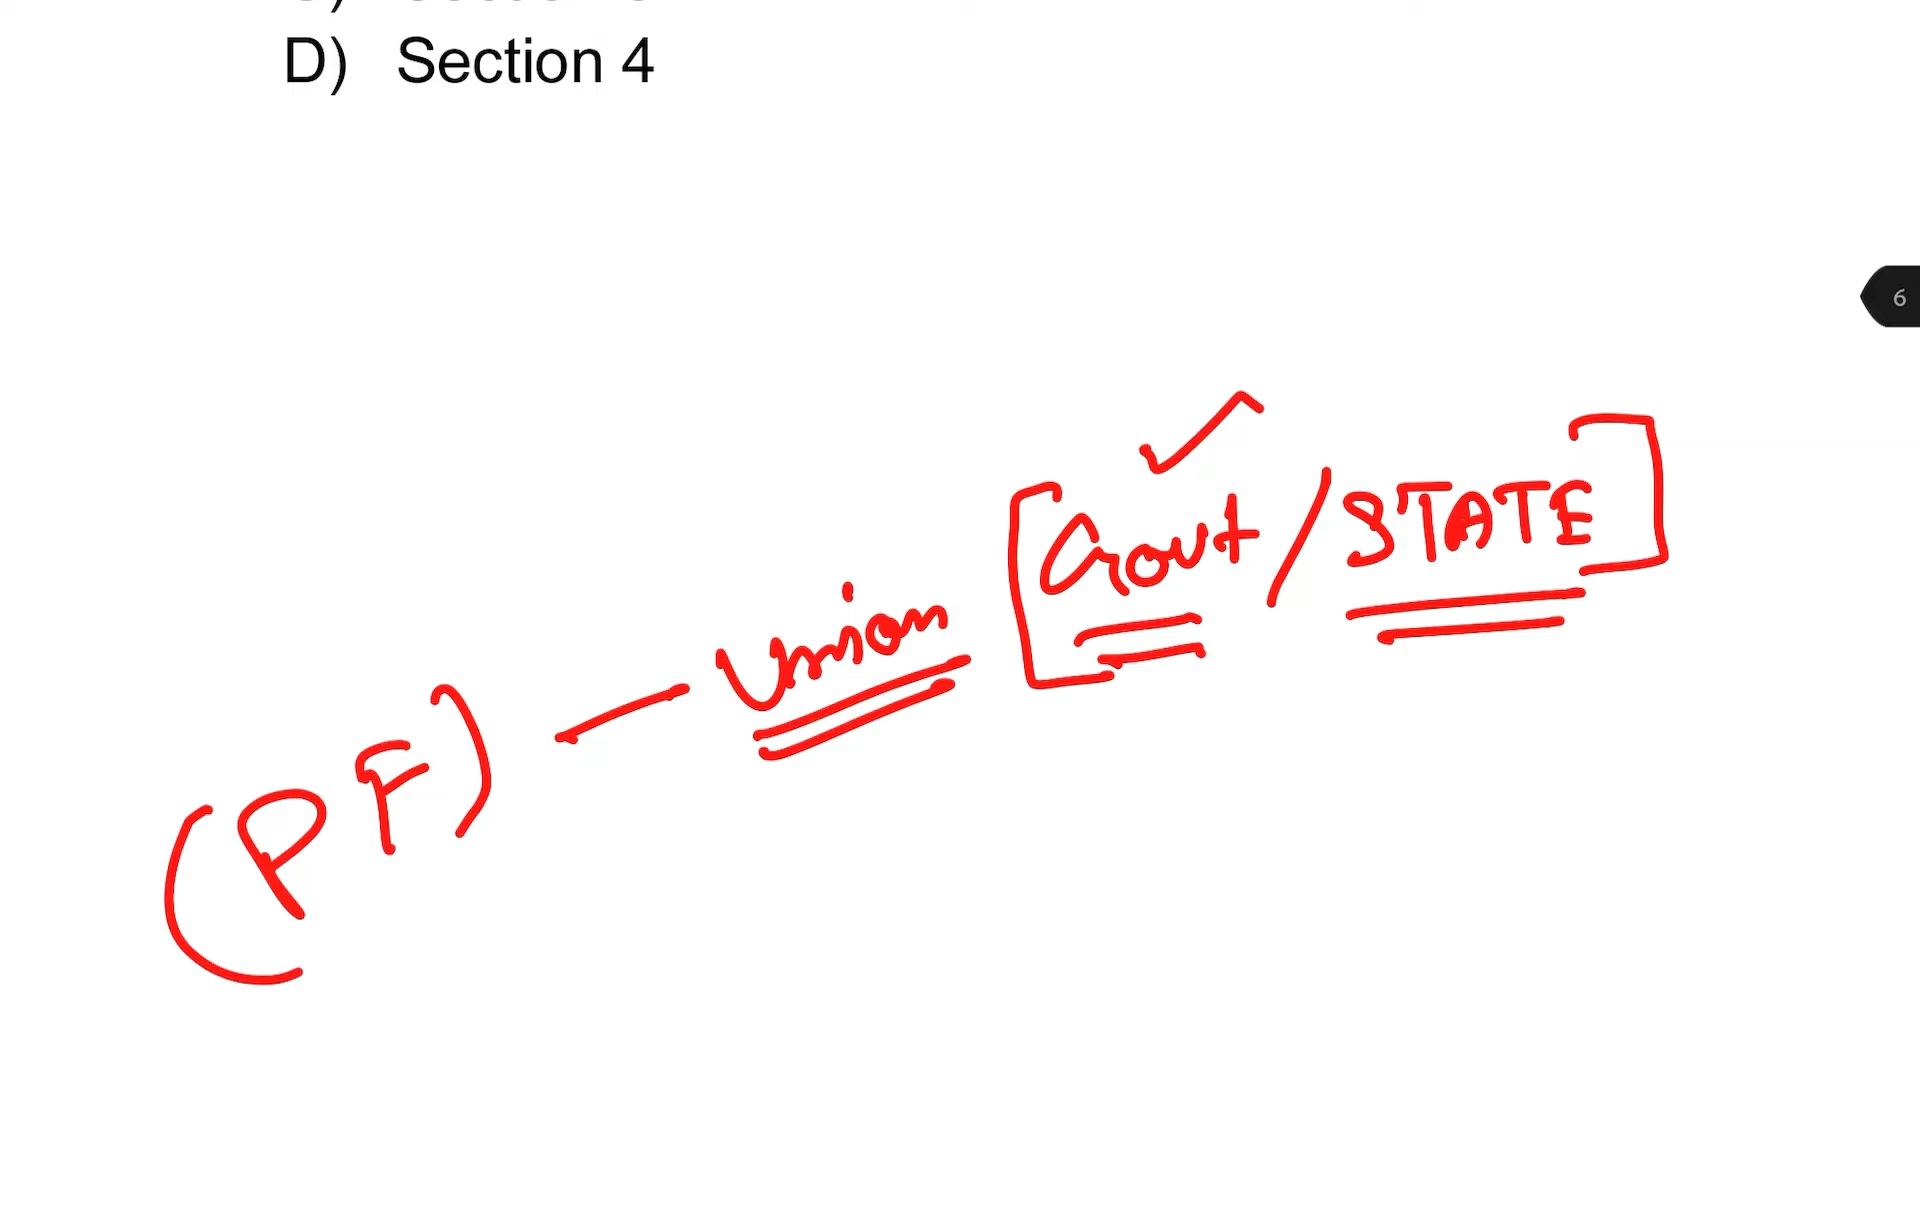 D) Section 4
6
(PF) — Union [Govt/STATE]